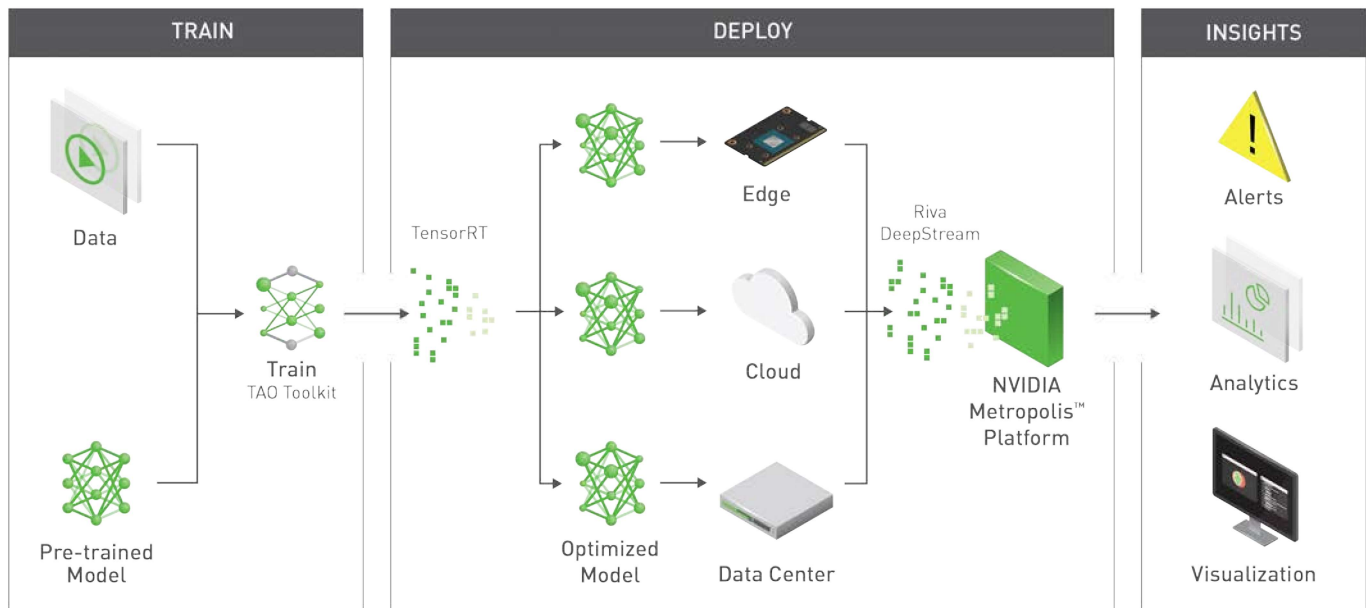 TRAIN
DEPLOY
INSIGHTS
Data
Train
TAO Toolkit
Pre-trained
Model
TensorRT
Edge
Cloud
Optimized
Model
Data Center
Riva
DeepStream
NVIDIA
Metropolis™
Platform
!
Alerts
Analytics
Visualization